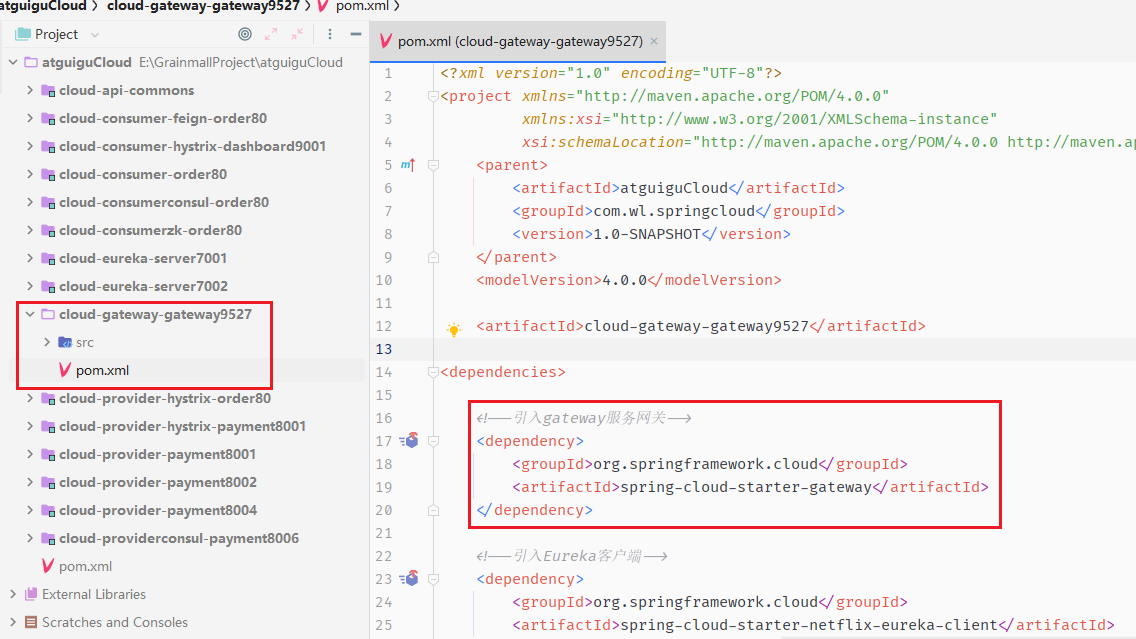 atguiguCloud › cloud-gateway-gateway9527 › pom.xml ›
Project
pom.xml (cloud-gateway-gateway9527)
atguiguCloud E:\GrainmallProject\atguiguCloud
cloud-api-commons
cloud-consumer-feign-order80
cloud-consumer-hystrix-dashboard9001
cloud-consumer-order80
cloud-consumerconsul-order80
cloud-consumerzk-order80
cloud-eureka-server7001
cloud-eureka-server7002
cloud-gateway-gateway9527
src
pom.xml
cloud-provider-hystrix-order80
cloud-provider-hystrix-payment8001
cloud-provider-payment8001
cloud-provider-payment8002
cloud-provider-payment8004
cloud-providerconsul-payment8006
pom.xml
External Libraries
Scratches and Consoles
1 <?xml version="1.0" encoding="UTF-8"?>
2 <project xmlns="http://maven.apache.org/POM/4.0.0"
3 xmlns:xsi="http://www.w3.org/2001/XMLSchema-instance"
4 xsi:schemaLocation="http://maven.apache.org/POM/4.0.0 http://maven.ap
5 <parent>
6 <artifactId>atguiguCloud</artifactId>
7 <groupId>com.wl.springcloud</groupId>
8 <version>1.0-SNAPSHOT</version>
9 </parent>
10 <modelVersion>4.0.0</modelVersion>
11
12 <artifactId>cloud-gateway-gateway9527</artifactId>
13
14 <dependencies>
15
16 <!--引入gateway服务网关-->
17 <dependency>
18 <groupId>org.springframework.cloud</groupId>
19 <artifactId>spring-cloud-starter-gateway</artifactId>
20 </dependency>
21
22 <!--引入Eureka客户端-->
23 <dependency>
24 <groupId>org.springframework.cloud</groupId>
25 <artifactId>spring-cloud-starter-netflix-eureka-client</artifactId>